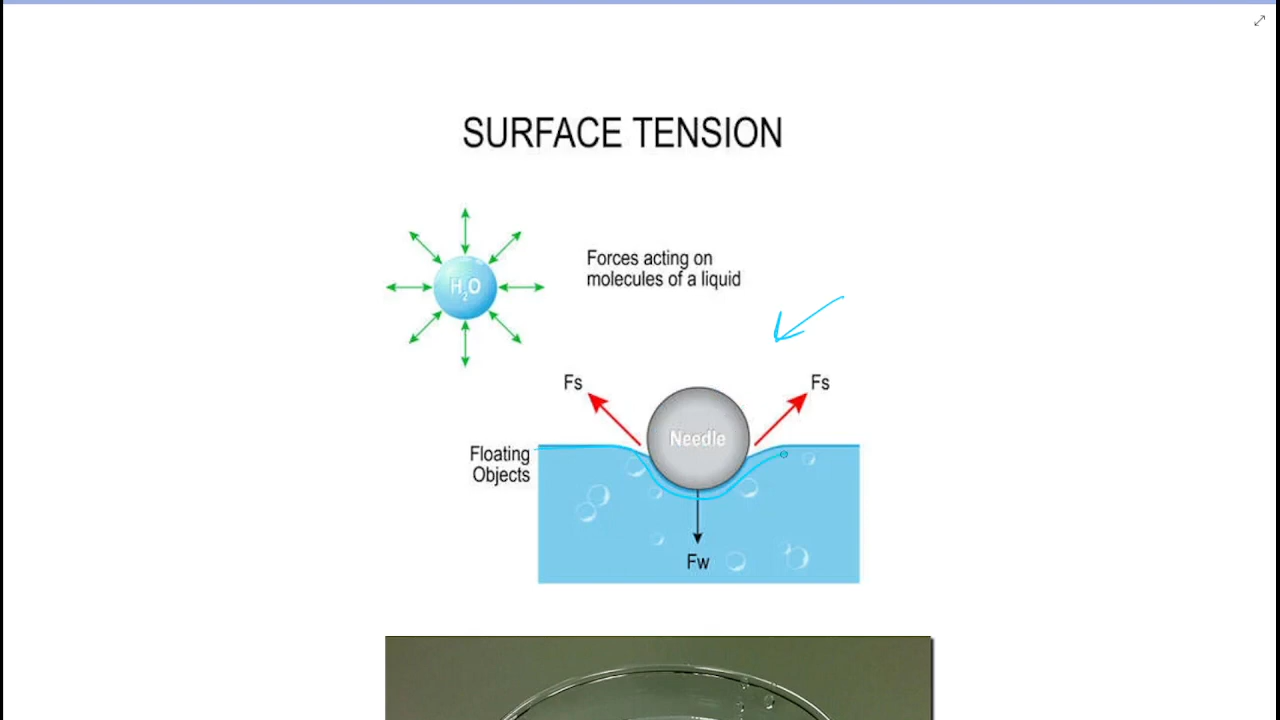 SURFACE TENSION
H₂O
Forces acting on
molecules of a liquid
Fs
Fs
Needle
Floating
Objects
Fw